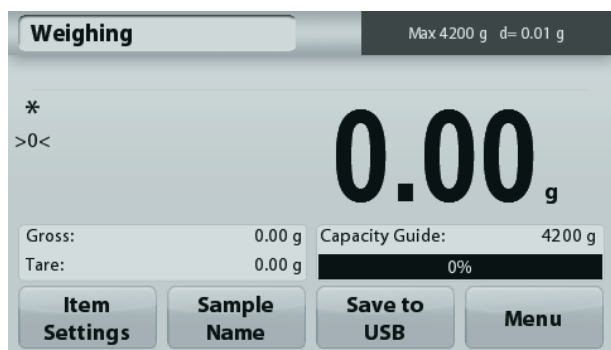 Weighing
Max 4200 g d= 0.01 g
*
>0<
0.00 g
Gross: 0.00 g
Tare: 0.00 g
Capacity Guide: 4200 g
0%
Item Settings
Sample Name
Save to USB
Menu